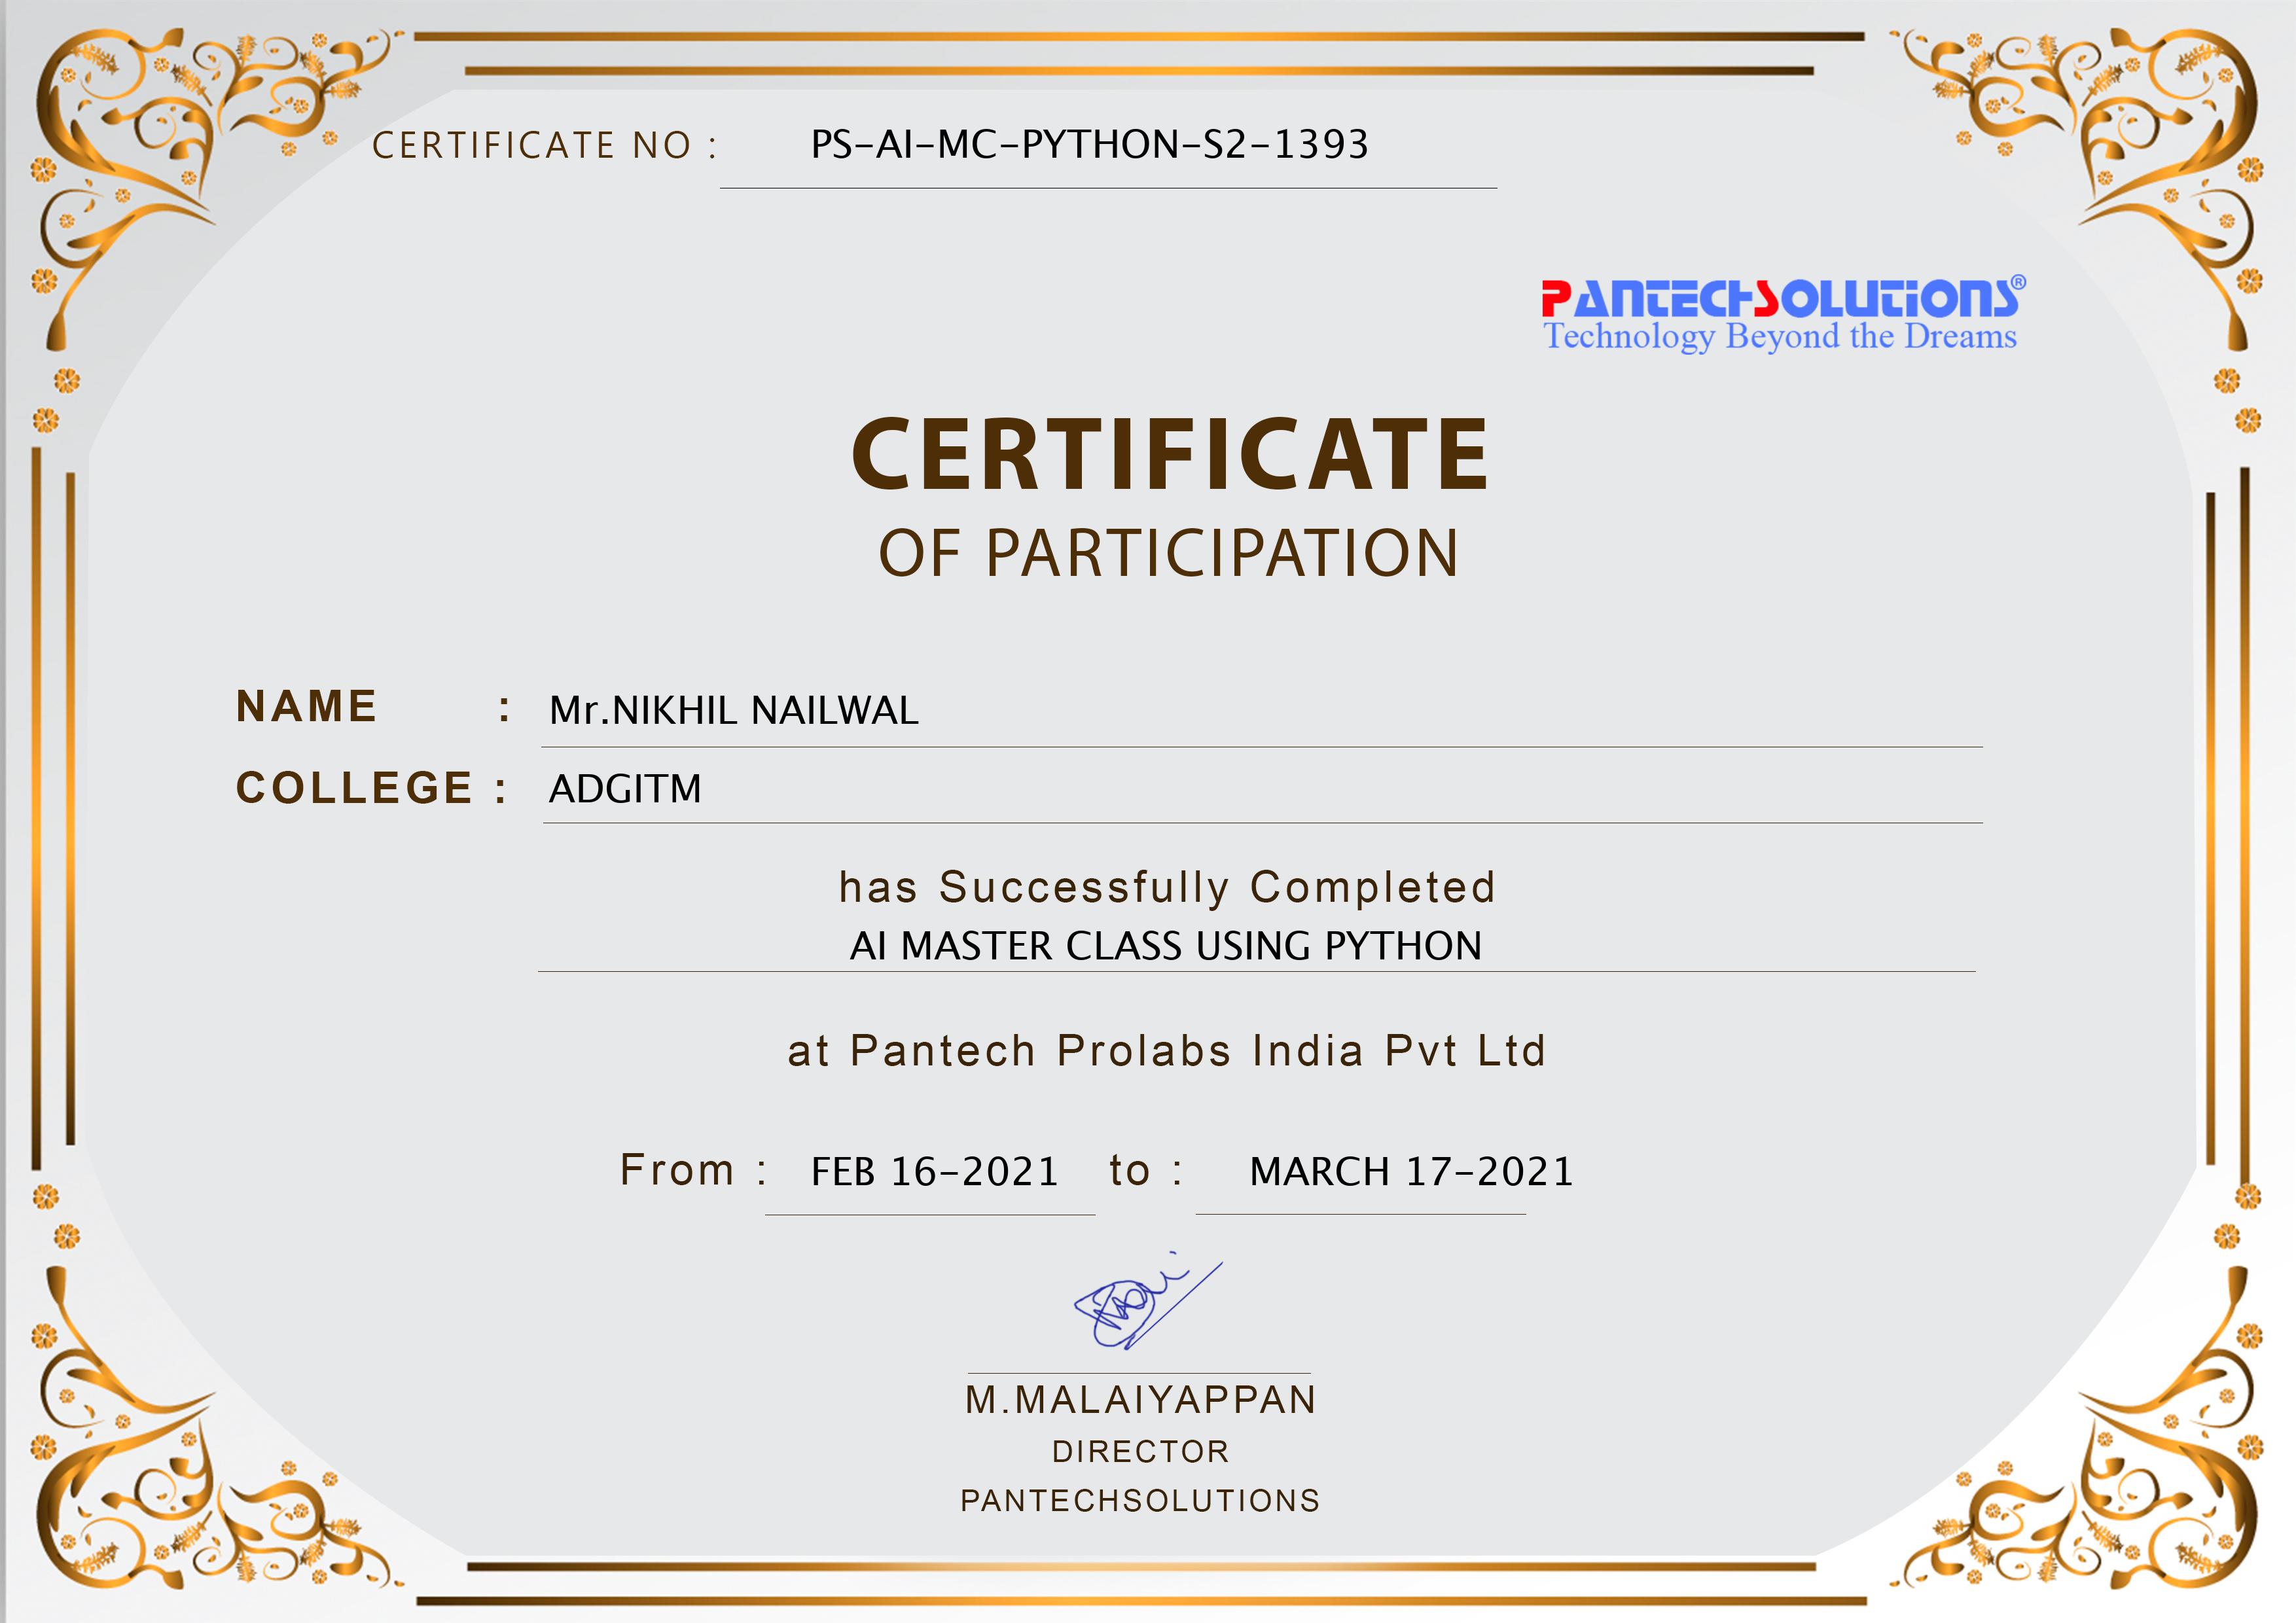 CERTIFICATE NO : PS-AI-MC-PYTHON-S2-1393
PANTECHSOLUTIONS®
Technology Beyond the Dreams
CERTIFICATE
OF PARTICIPATION
NAME : Mr.NIKHIL NAILWAL
COLLEGE : ADGITM
has Successfully Completed
AI MASTER CLASS USING PYTHON
at Pantech Prolabs India Pvt Ltd
From : FEB 16-2021 to : MARCH 17-2021
M.MALAIYAPPAN
DIRECTOR
PANTECHSOLUTIONS